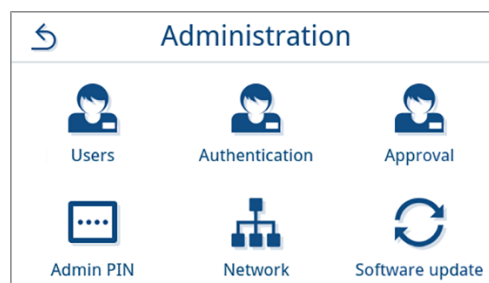 Administration
Users Authentication Approval
Admin PIN Network Software update